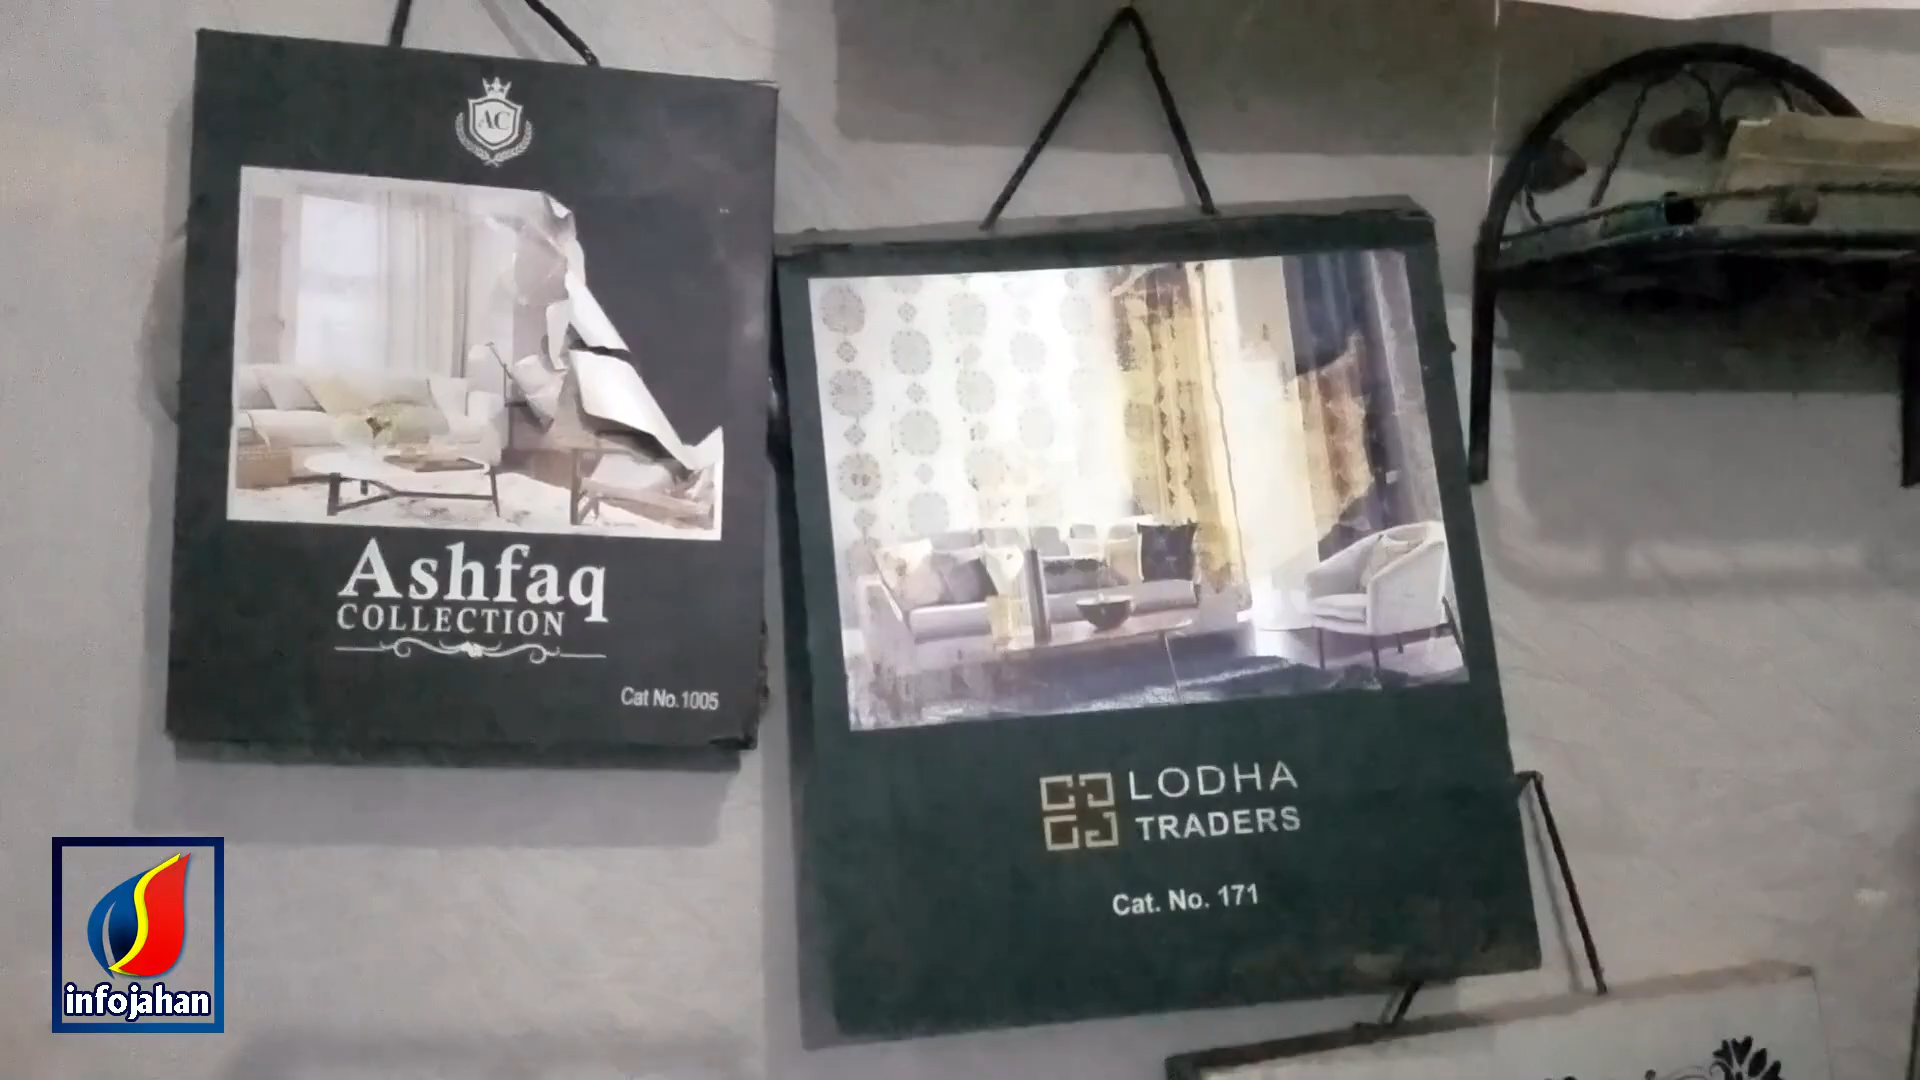 AC
Ashfaq
COLLECTION
Cat No.1005
LODHA
TRADERS
Cat. No. 171
infojahan